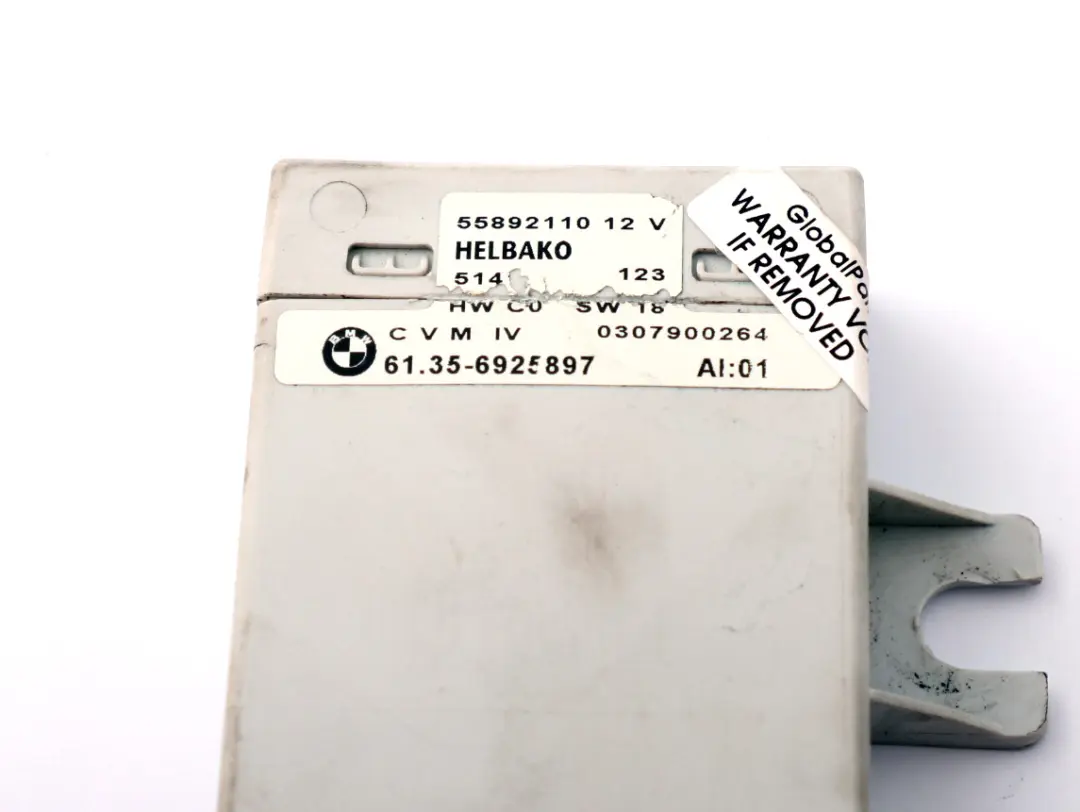 55892110 12 V
HELBAKO
514 123
HW C0 SW 18
BMW
C V M IV 0307900264
61.35-6925897 AI:01
WARRANTY
IF REMOVED